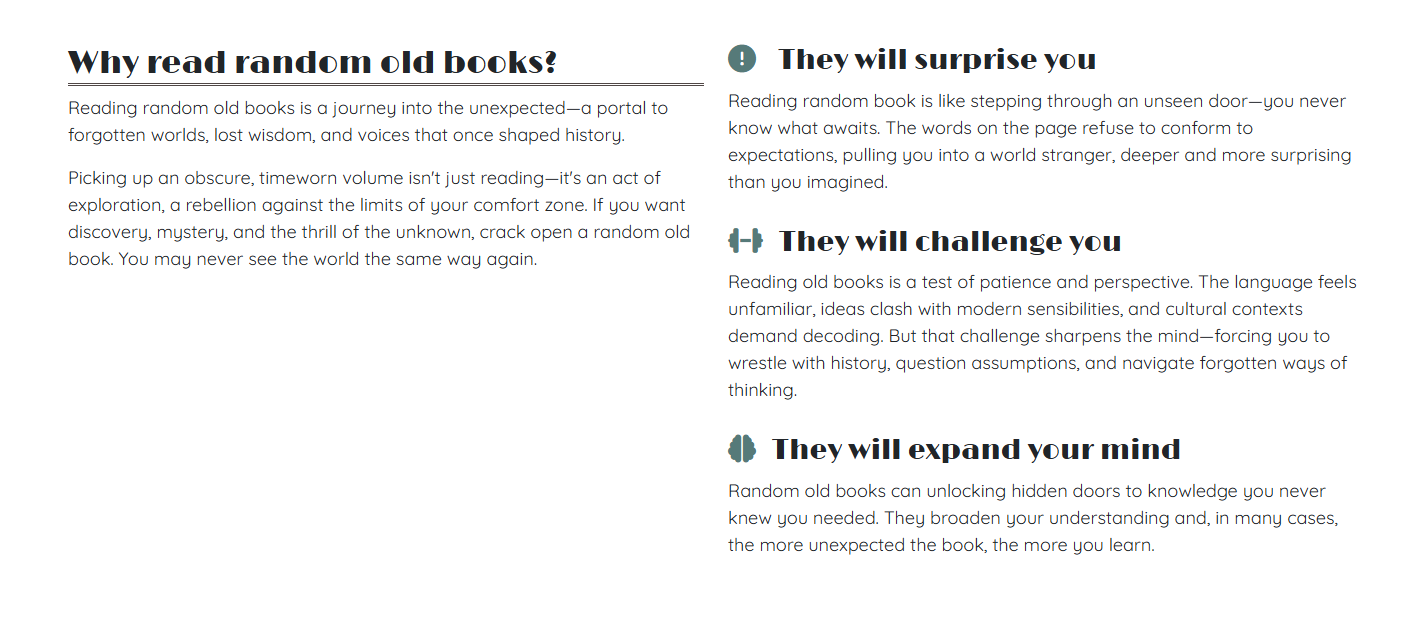 Why read random old books?
Reading random old books is a journey into the unexpected—a portal to
forgotten worlds, lost wisdom, and voices that once shaped history.
Picking up an obscure, timeworn volume isn't just reading—it's an act of
exploration, a rebellion against the limits of your comfort zone. If you want
discovery, mystery, and the thrill of the unknown, crack open a random old
book. You may never see the world the same way again.
They will surprise you
Reading random book is like stepping through an unseen door—you never
know what awaits. The words on the page refuse to conform to
expectations, pulling you into a world stranger, deeper and more surprising
than you imagined.
They will challenge you
Reading old books is a test of patience and perspective. The language feels
unfamiliar, ideas clash with modern sensibilities, and cultural contexts
demand decoding. But that challenge sharpens the mind—forcing you to
wrestle with history, question assumptions, and navigate forgotten ways of
thinking.
They will expand your mind
Random old books can unlocking hidden doors to knowledge you never
knew you needed. They broaden your understanding and, in many cases,
the more unexpected the book, the more you learn.